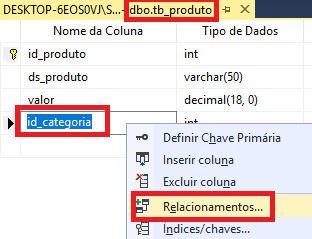 DESKTOP-6EOS0VJ\S...-dbo.tb_produto
Nome da Coluna Tipo de Dados
id_produto int
ds_produto varchar(50)
valor decimal(18, 0)
id_categoria int
Definir Chave Primária
Inserir coluna
Excluir coluna
Relacionamentos...
Índices/chaves...